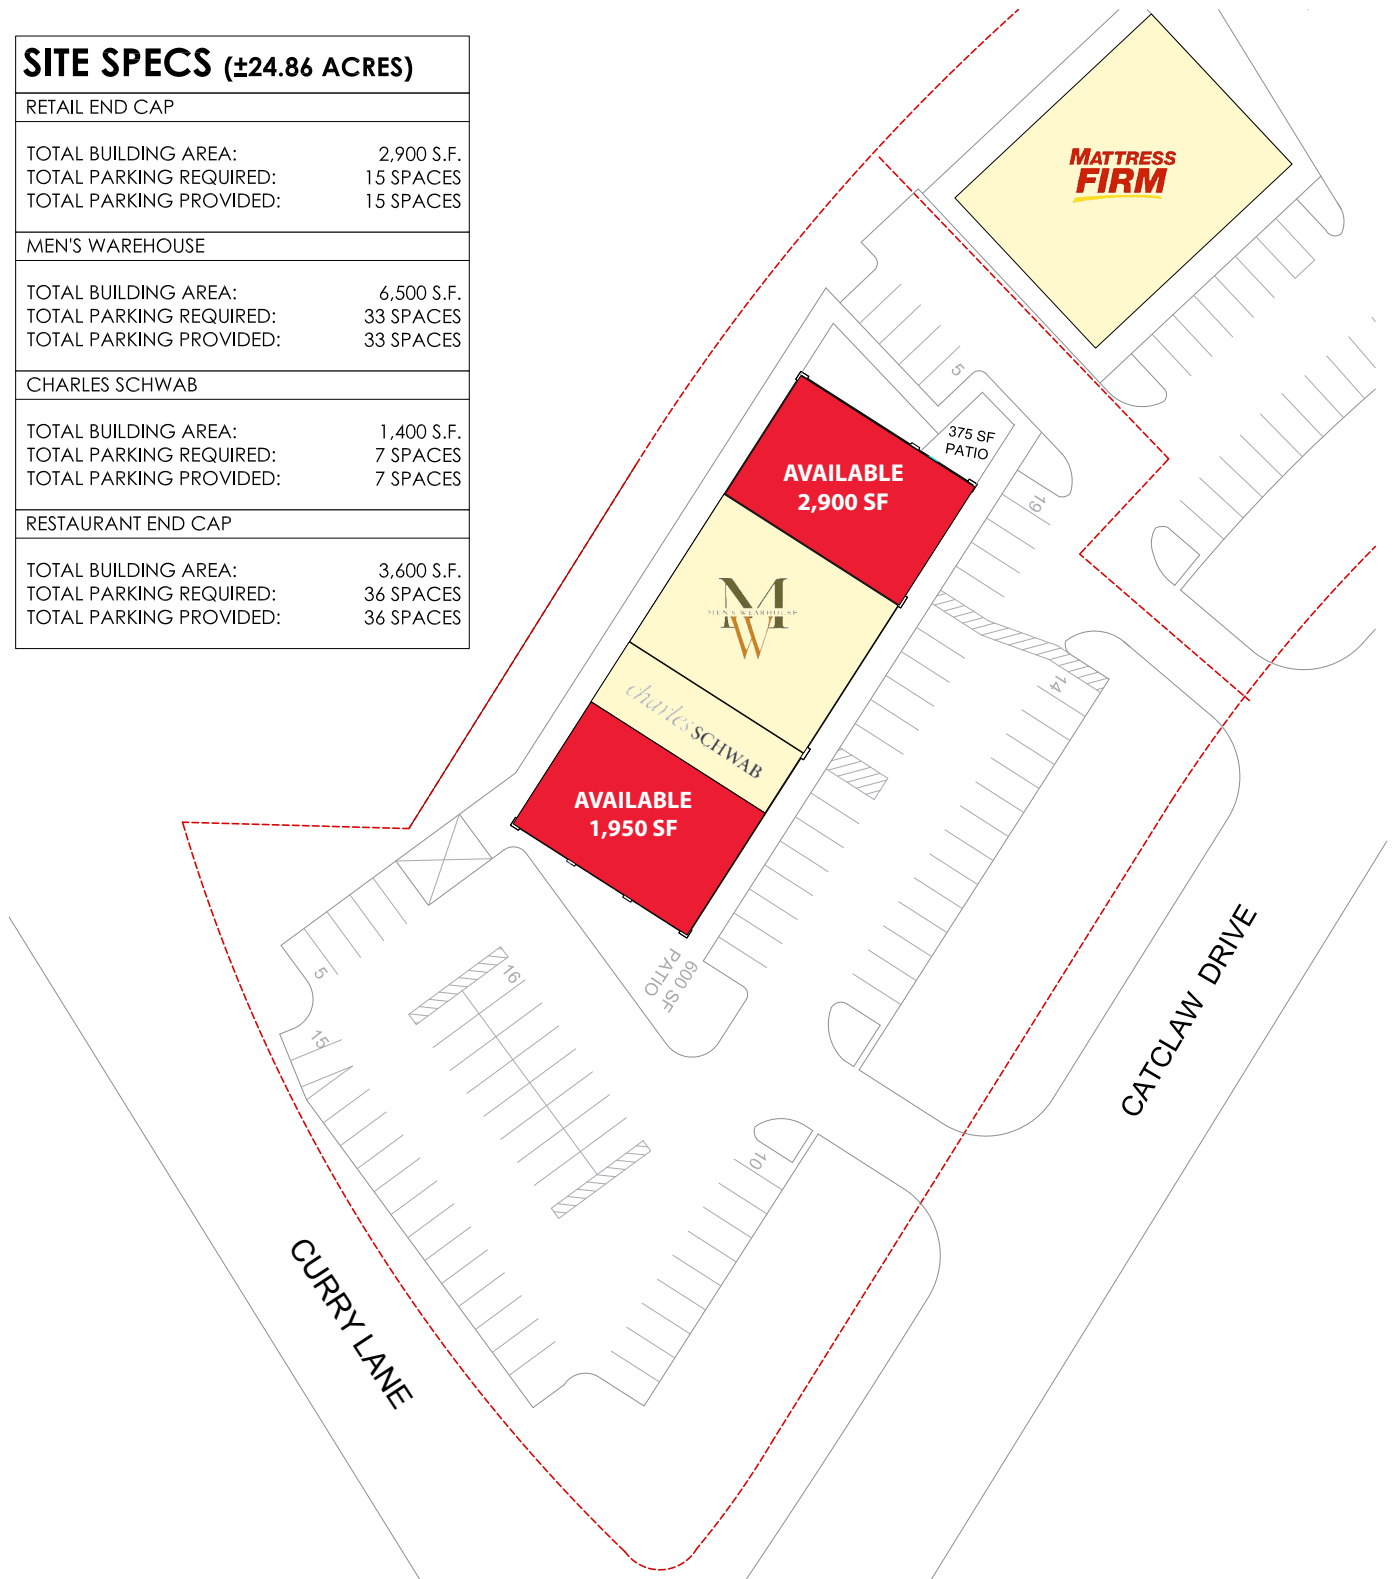 SITE SPECS (±24.86 ACRES)
RETAIL END CAP
TOTAL BUILDING AREA: 2,900 S.F.
TOTAL PARKING REQUIRED: 15 SPACES
TOTAL PARKING PROVIDED: 15 SPACES
MEN'S WAREHOUSE
TOTAL BUILDING AREA: 6,500 S.F.
TOTAL PARKING REQUIRED: 33 SPACES
TOTAL PARKING PROVIDED: 33 SPACES
CHARLES SCHWAB
TOTAL BUILDING AREA: 1,400 S.F.
TOTAL PARKING REQUIRED: 7 SPACES
TOTAL PARKING PROVIDED: 7 SPACES
RESTAURANT END CAP
TOTAL BUILDING AREA: 3,600 S.F.
TOTAL PARKING REQUIRED: 36 SPACES
TOTAL PARKING PROVIDED: 36 SPACES
MATTRESS
FIRM
5
375 SF
PATIO
AVAILABLE
2,900 SF
19
M
MEN'S WEARHOUSE
W
14
charles SCHWAB
AVAILABLE
1,950 SF
600 SF
PATIO
16
5
15
10
CATCLAW DRIVE
CURRY LANE